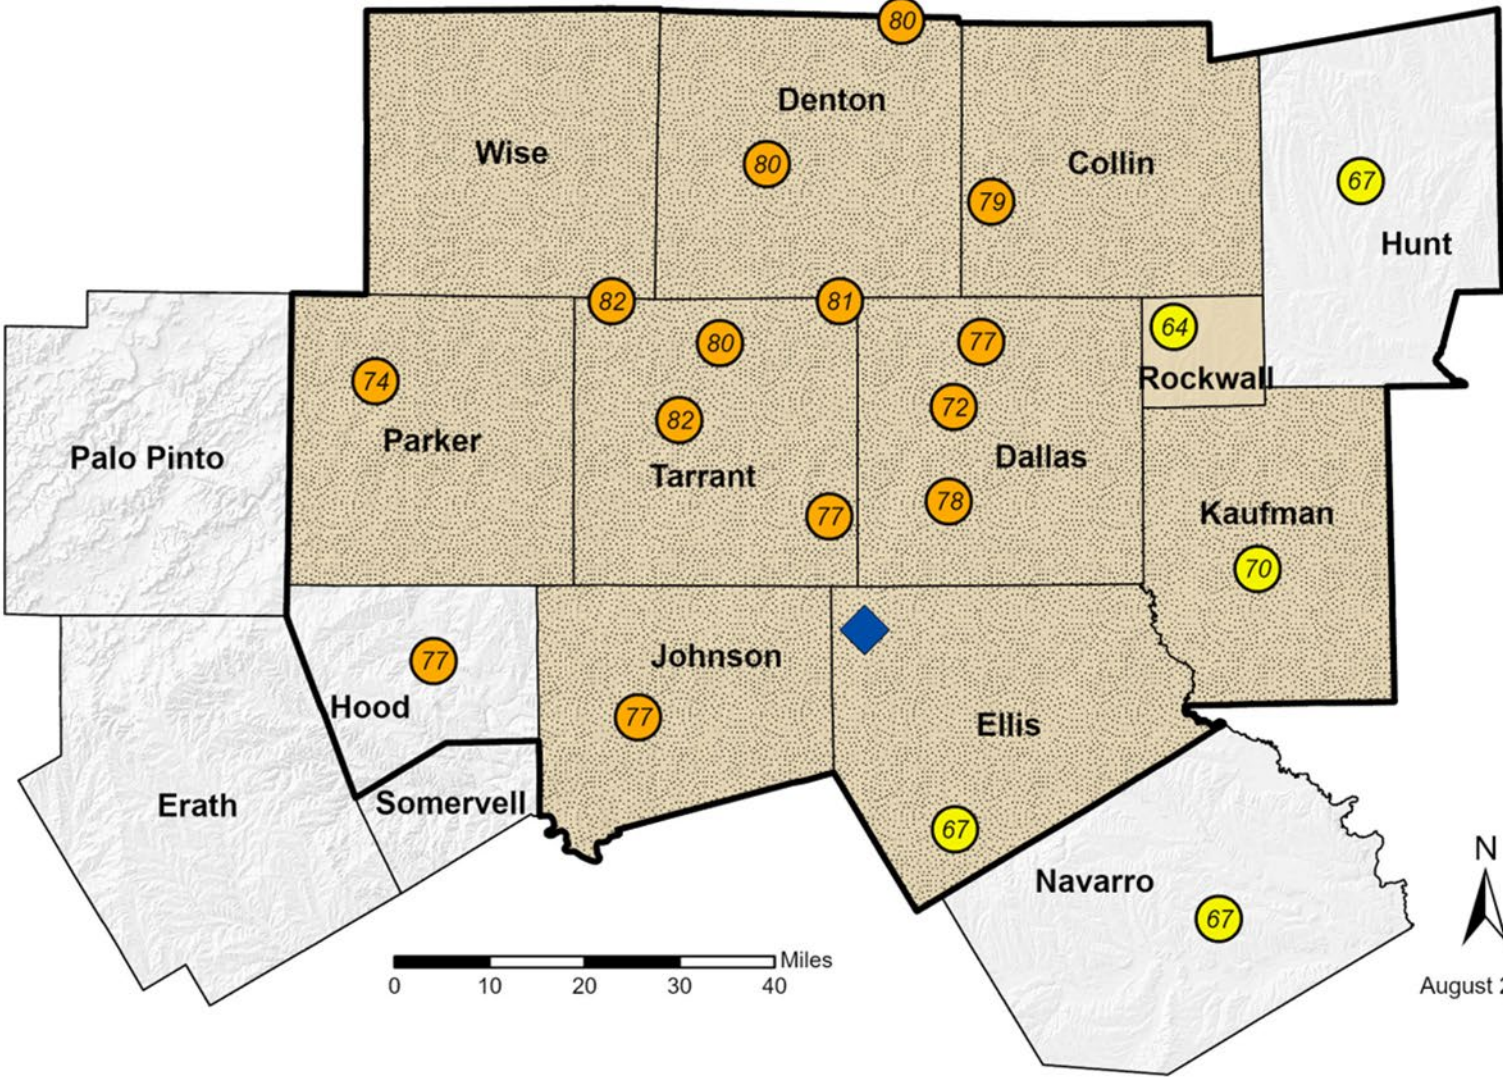 80
Denton
Wise
80
Collin
79
67
Hunt
82
81
80
77
64
74
Rockwall
72
82
Parker
Palo Pinto
Tarrant
Dallas
78
77
Kaufman
70
Johnson
77
Hood
77
Ellis
Erath
Somervell
67
Navarro
67
N
Miles
0 10 20 30 40
August 2